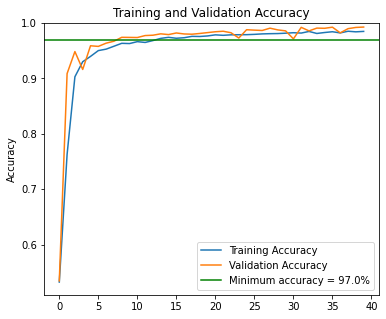 Training and Validation Accuracy
1.0
0.9
0.8
0.7
0.6
Accuracy
Training Accuracy
Validation Accuracy
Minimum accuracy = 97.0%
0 5 10 15 20 25 30 35 40